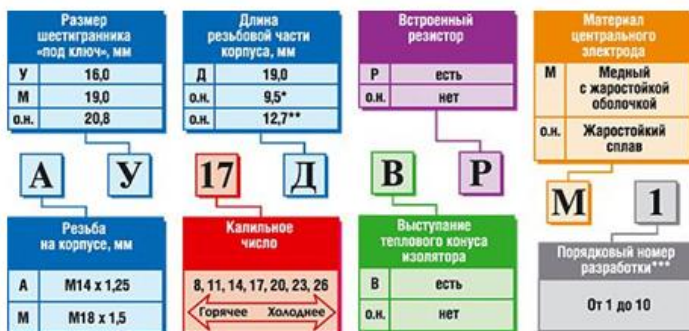 Размер
шестигранника
«под ключ», мм
У 16,0
М 19,0
о.н. 20,8
Длина
резьбовой части
корпуса, мм
Д 19,0
о.н. 9,5*
о.н. 12,7**
Встроенный
резистор
Р есть
о.н. нет
Материал
центрального
электрода
М Медный
с жаростойкой
оболочкой
о.н. Жаростойкий
сплав
А У 17 Д В Р М 1
Резьба
на корпусе, мм
А М14 х 1,25
М М18 х 1,5
Калильное
число
8, 11, 14, 17, 20, 23, 26
Горячее Холоднее
Выступание
теплового конуса
изолятора
В есть
о.н. нет
Порядковый номер
разработки***
От 1 до 10